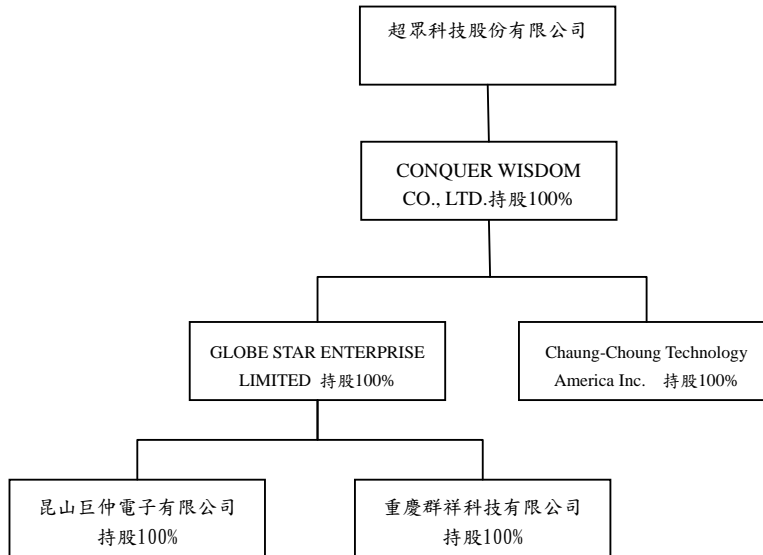 超眾科技股份有限公司
CONQUER WISDOM
CO., LTD.持股100%
GLOBE STAR ENTERPRISE
LIMITED 持股100%
Chaung-Choung Technology
America Inc. 持股100%
昆山巨仲電子有限公司
持股100%
重慶群祥科技有限公司
持股100%